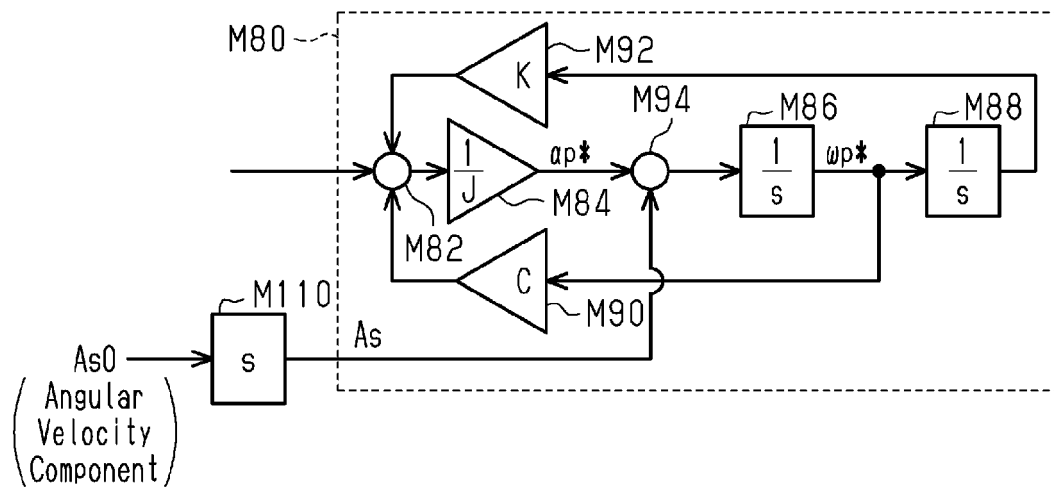 M80
M92
K
M94
M86
M88
1
J
αp*
1
s
ωp*
1
s
M84
M82
C
M90
M110
s
As
As0
(Angular
Velocity
Component)